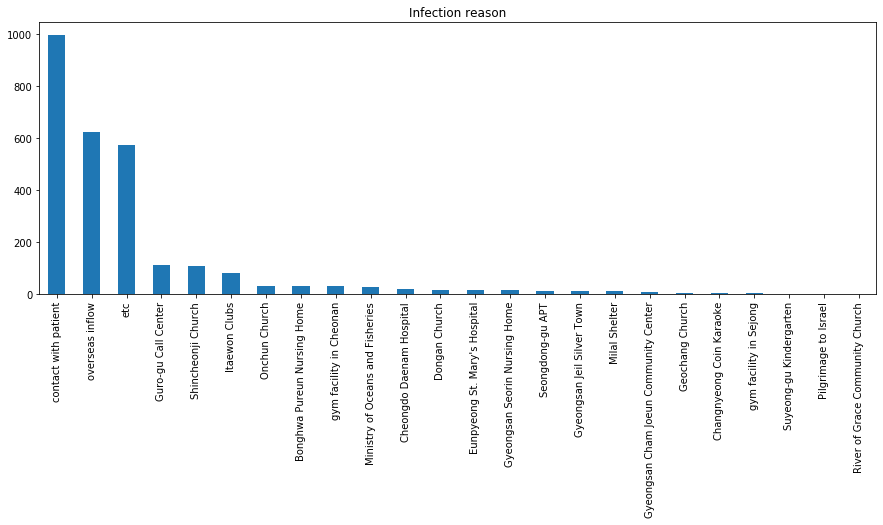 Infection reason
1000
800
600
400
200
0
contact with patient
overseas inflow
etc
Guro-gu Call Center
Shincheonji Church
Itaewon Clubs
Onchun Church
Bonghwa Pureun Nursing Home
gym facility in Cheonan
Ministry of Oceans and Fisheries
Cheongdo Daenam Hospital
Dongan Church
Eunpyeong St. Mary's Hospital
Gyeongsan Seorin Nursing Home
Seongdong-gu APT
Gyeongsan Jeil Silver Town
Milal Shelter
Gyeongsan Cham Joeun Community Center
Geochang Church
Changnyeong Coin Karaoke
gym facility in Sejong
Suyeong-gu Kindergarten
Pilgrimage to Israel
River of Grace Community Church